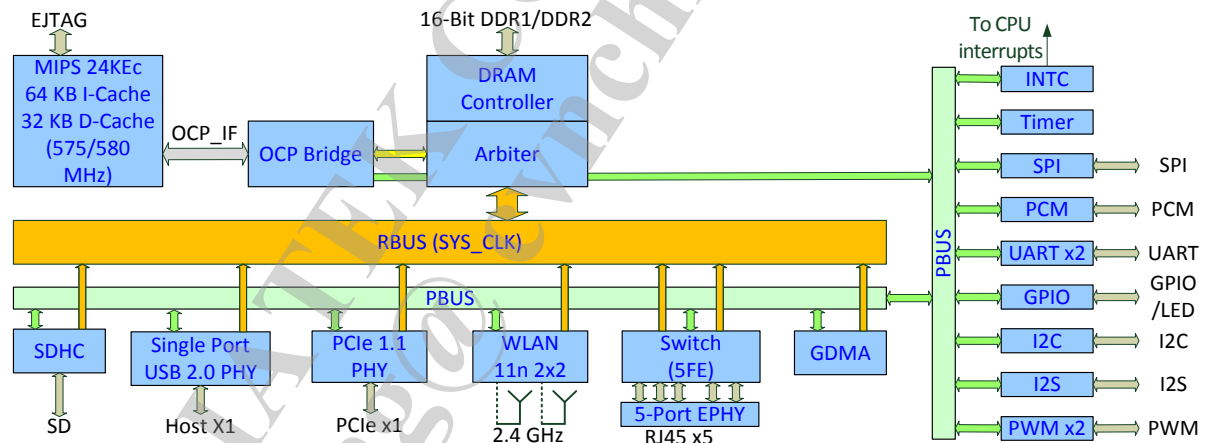 EJTAG
16-Bit DDR1/DDR2
To CPU
interrupts
MIPS 24KEc
64 KB I-Cache
32 KB D-Cache
(575/580
MHz)
OCP_IF
OCP Bridge
DRAM
Controller
Arbiter
RBUS (SYS_CLK)
PBUS
SDHC
Single Port
USB 2.0 PHY
PCIe 1.1
PHY
WLAN
11n 2x2
Switch
(5FE)
GDMA
5-Port EPHY
SD
Host X1
PCIe x1
2.4 GHz
RJ45 x5
PBUS
INTC
Timer
SPI
SPI
PCM
PCM
UART x2
UART
GPIO
GPIO
/LED
I2C
I2C
I2S
I2S
PWM x2
PWM